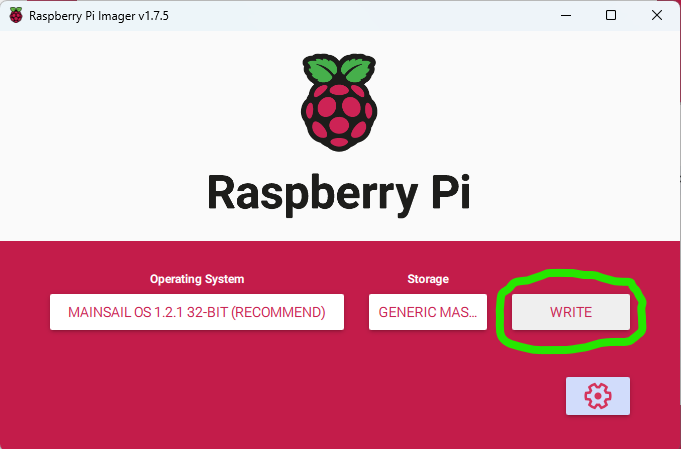 Raspberry Pi Imager v1.7.5
Raspberry Pi
Operating System
Storage
MAINSAIL OS 1.2.1 32-BIT (RECOMMEND)
GENERIC MAS...
WRITE